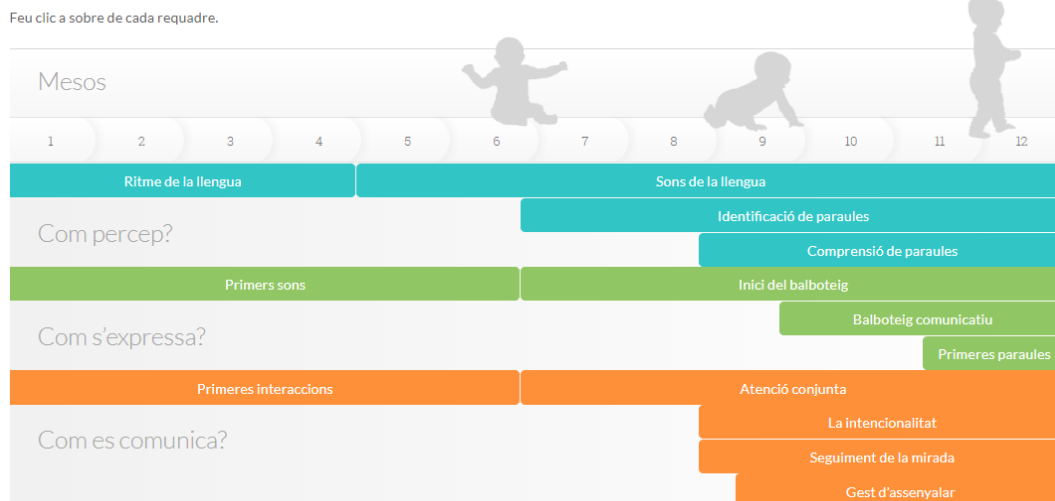 Feu clic a sobre de cada requadre.
Mesos
1 2 3 4 5 6 7 8 9 10 11 12
Ritme de la llengua Sons de la llengua
Identificació de paraules
Com percep?
Comprensió de paraules
Primers sons Inici del balboteig
Balboteig comunicatiu
Com s'expressa?
Primeres paraules
Primeres interaccions Atenció conjunta
La intencionalitat
Com es comunica?
Seguiment de la mirada
Gest d'assenyalar